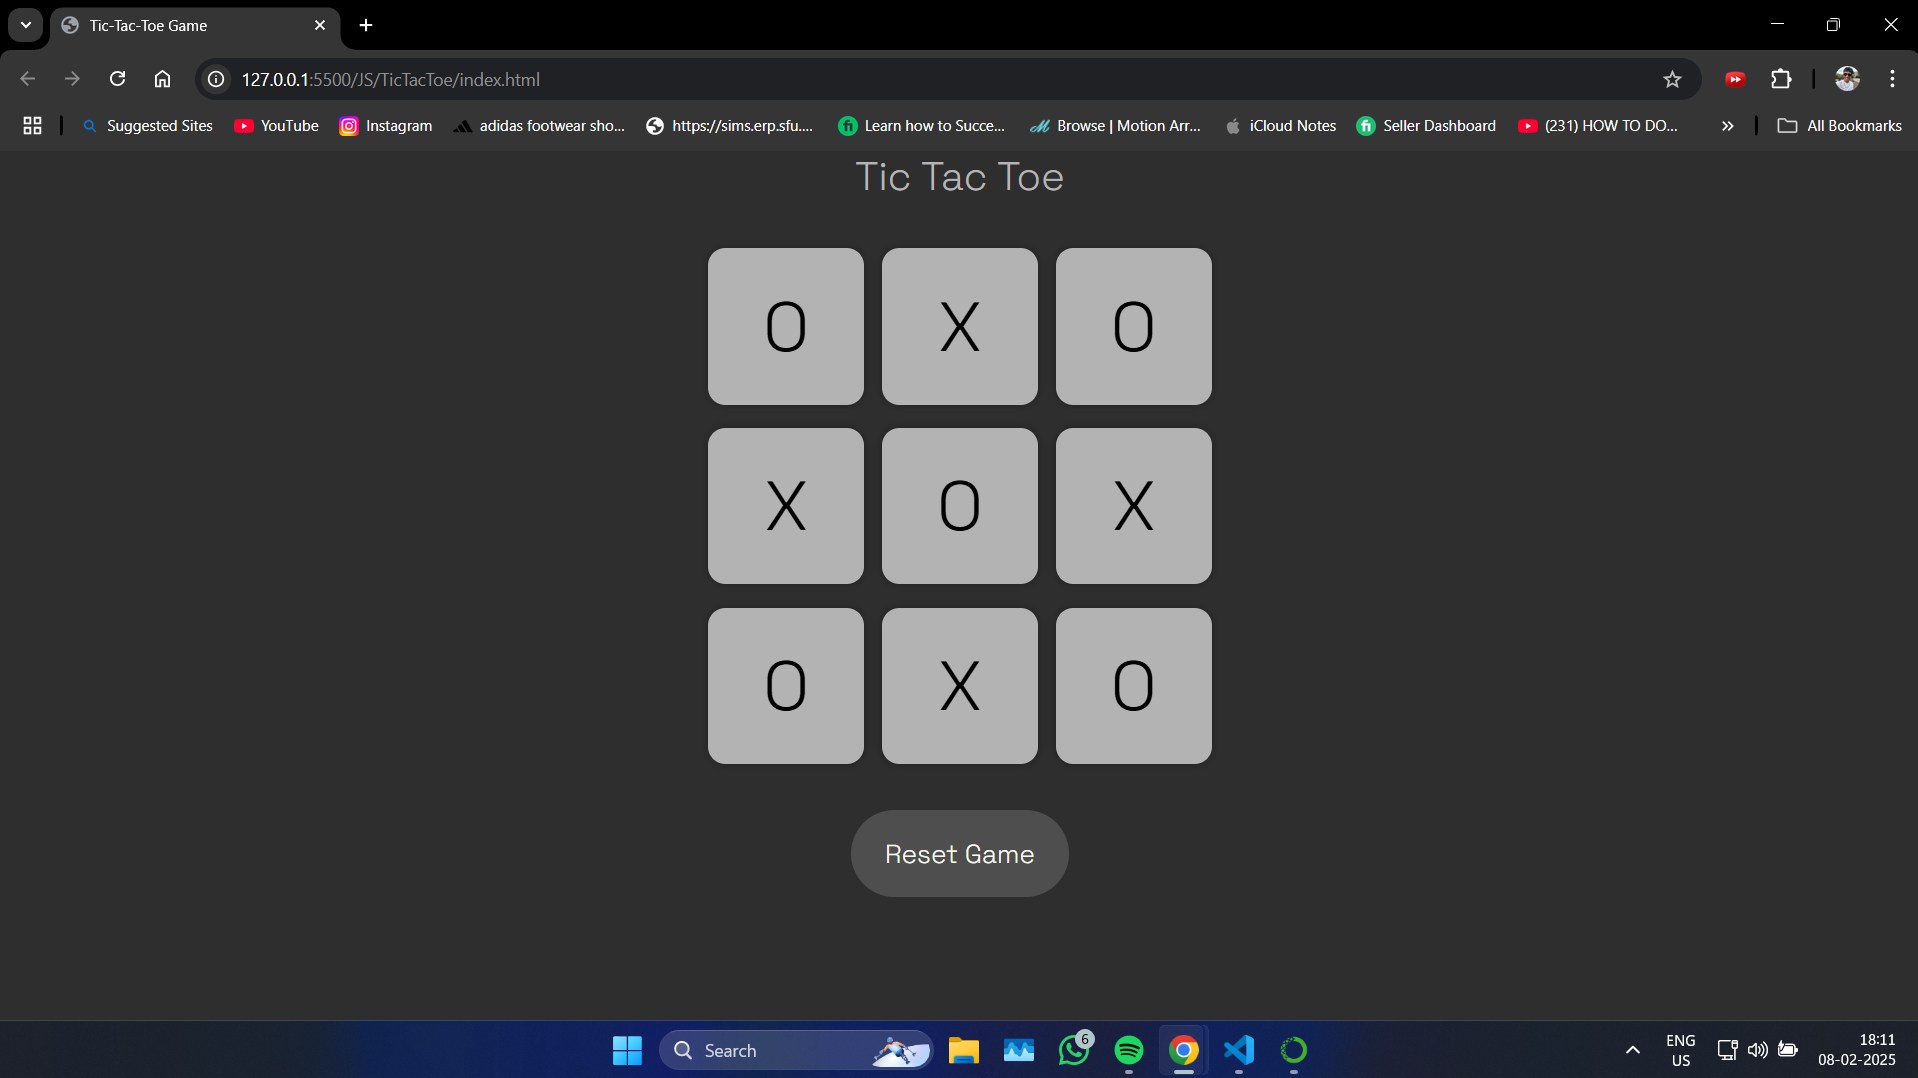 Tic-Tac-Toe Game
127.0.0.1:5500/JS/TicTacToe/index.html
Suggested Sites YouTube Instagram adidas footwear sho... https://sims.erp.sfu.... Learn how to Succe... Browse | Motion Arr... iCloud Notes Seller Dashboard (231) HOW TO DO... All Bookmarks
Tic Tac Toe
O X O
X O X
O X O
Reset Game
Search
6
ENG
US
18:11
08-02-2025